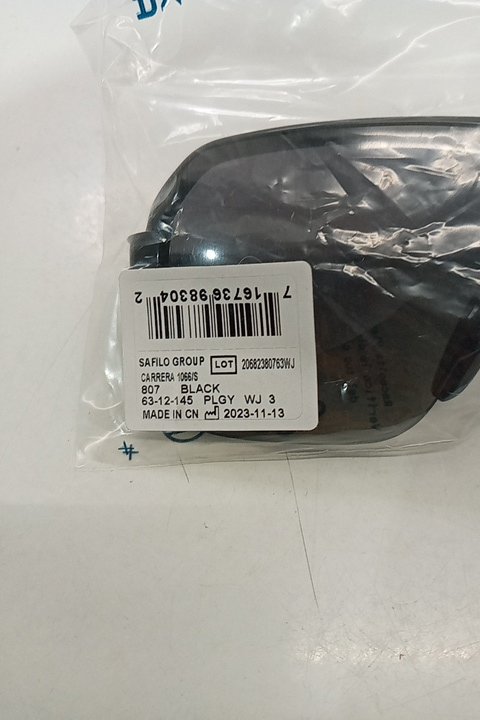 7 16736 98304 2
SAFILO GROUP LOT 20682380763WJ
CARRERA 1066/S
807 BLACK
63-12-145 PLGY WJ 3
MADE IN CN 2023-11-13